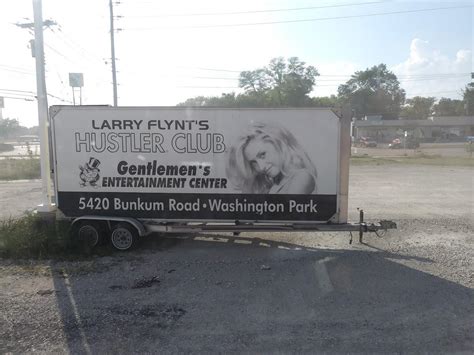 LARRY FLYNT'S
HUSTLER CLUB
Gentlemen's
ENTERTAINMENT CENTER
5420 Bunkum Road • Washington Park